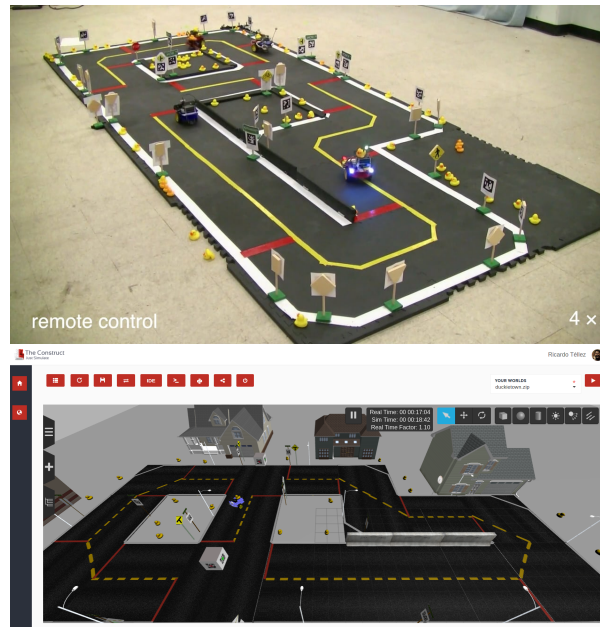 remote control
4 ×
The Construct
Ricardo Téllez
IDE
YOUR WORLDS
duckietown.zip
Real Time: 00 00:17:04
Sim Time: 00 00:18:42
Real Time Factor: 1.10